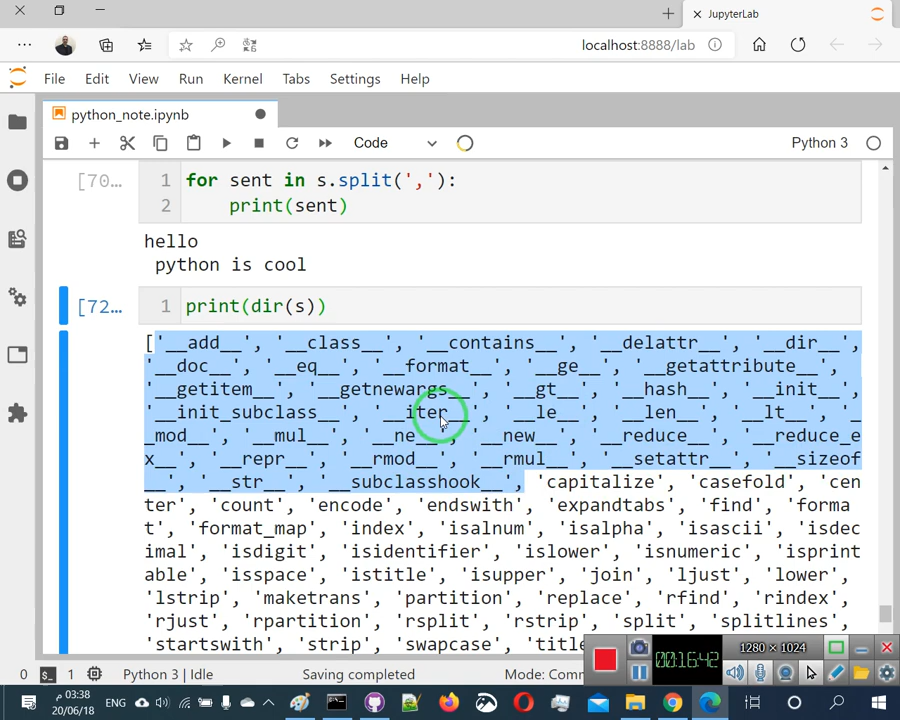 JupyterLab
localhost:8888/lab
File Edit View Run Kernel Tabs Settings Help
python_note.ipynb
Code Python 3
[70... 1 for sent in s.split(','):
2 print(sent)
hello
python is cool
[72... 1 print(dir(s))
['__add__', '__class__', '__contains__', '__delattr__', '__dir__',
'__doc__', '__eq__', '__format__', '__ge__', '__getattribute__',
'__getitem__', '__getnewargs__', '__gt__', '__hash__', '__init__',
'__init_subclass__', '__iter__', '__le__', '__len__', '__lt__', '_
_mod__', '__mul__', '__ne__', '__new__', '__reduce__', '__reduce_e
x__', '__repr__', '__rmod__', '__rmul__', '__setattr__', '__sizeof
__', '__str__', '__subclasshook__', 'capitalize', 'casefold', 'cen
ter', 'count', 'encode', 'endswith', 'expandtabs', 'find', 'forma
t', 'format_map', 'index', 'isalnum', 'isalpha', 'isascii', 'isdec
imal', 'isdigit', 'isidentifier', 'islower', 'isnumeric', 'isprint
able', 'isspace', 'istitle', 'isupper', 'join', 'ljust', 'lower',
'lstrip', 'maketrans', 'partition', 'replace', 'rfind', 'rindex',
'rjust', 'rpartition', 'rsplit', 'rstrip', 'split', 'splitlines',
'startswith', 'strip', 'swapcase', 'title
1280 × 1024
00:16:42
0 1 Python 3 | Idle Saving completed Mode: Comm
03:38 م
ENG
20/06/18